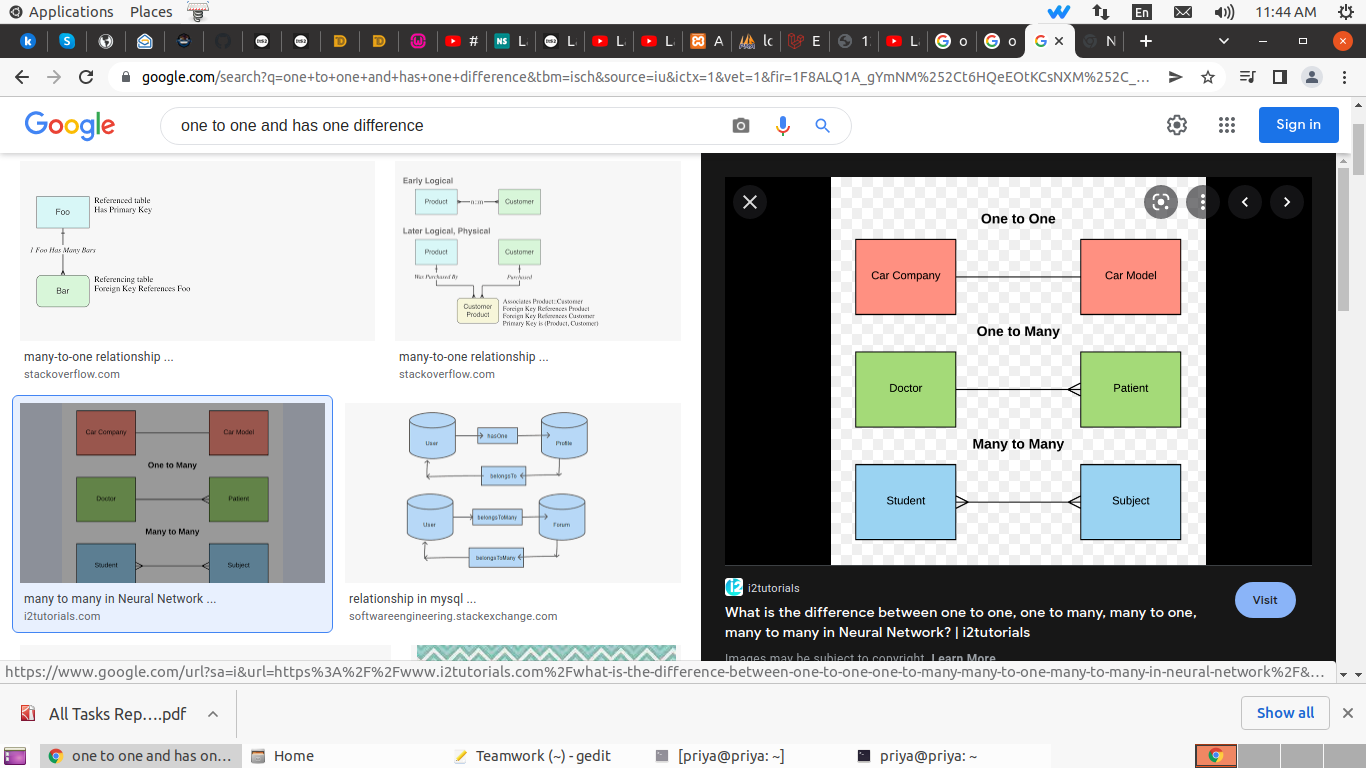 Applications Places En 11:44 AM
k S DIS2 DIS2 D D # NS L DIS2 L L L A lo E 1 L G o G o G N
google.com/search?q=one+to+one+and+has+one+difference&tbm=isch&source=iu&ictx=1&vet=1&fir=1F8ALQ1A_gYmNM%252Ct6HQeEOtKCsNXM%252C_...
Google one to one and has one difference Sign in
Foo
Referenced table
Has Primary Key
1 Foo Has Many Bars
Bar
Referencing table
Foreign Key References Foo
many-to-one relationship ...
stackoverflow.com
Early Logical
Product n:m Customer
Later Logical, Physical
Product Customer
Was Purchased By Purchased
Customer
Product
Associates Product::Customer
Foreign Key References Product
Foreign Key References Customer
Primary Key is (Product, Customer)
many-to-one relationship ...
stackoverflow.com
Car Company Car Model
One to Many
Doctor Patient
Many to Many
Student Subject
many to many in Neural Network ...
i2tutorials.com
User hasOne Profile
belongsTo
User belongsToMany Forum
belongsToMany
relationship in mysql ...
softwareengineering.stackexchange.com
One to One
Car Company Car Model
One to Many
Doctor Patient
Many to Many
Student Subject
i2tutorials
What is the difference between one to one, one to many, many to one,
many to many in Neural Network? | i2tutorials
Visit
Images may be subject to copyright. Learn More
https://www.google.com/url?sa=i&url=https%3A%2F%2Fwww.i2tutorials.com%2Fwhat-is-the-difference-between-one-to-one-one-to-many-many-to-one-many-to-many-in-neural-network%2F&...
All Tasks Rep....pdf Show all
one to one and has on... Home Teamwork (~) - gedit [priya@priya: ~] priya@priya: ~